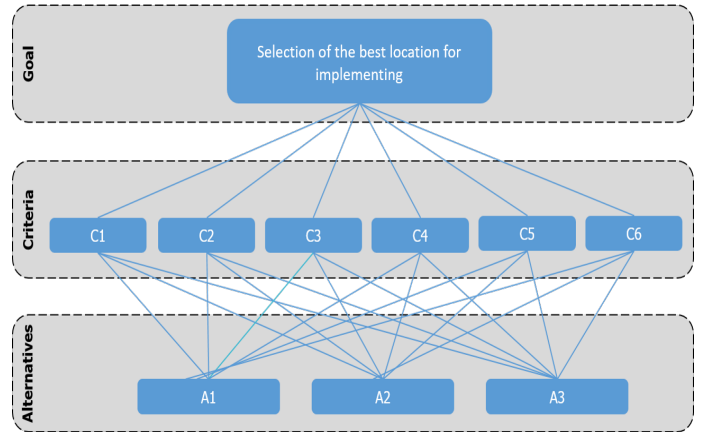 Goal
Selection of the best location for
implementing
Criteria
C1
C2
C3
C4
C5
C6
Alternatives
A1
A2
A3